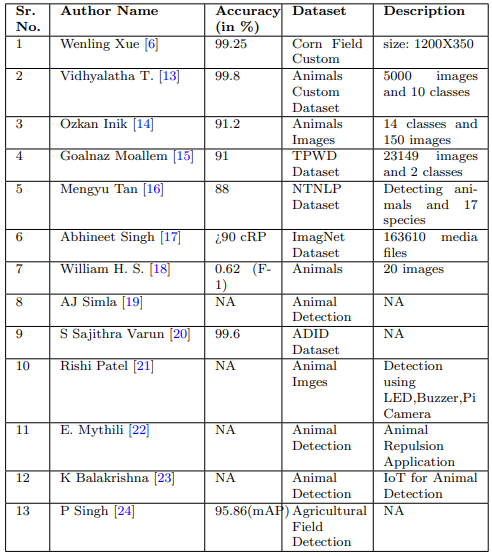 Sr. No. Author Name Accuracy (in %) Dataset Description
1 Wenling Xue [6] 99.25 Corn Field Custom size: 1200X350
2 Vidhyalatha T. [13] 99.8 Animals Custom Dataset 5000 images and 10 classes
3 Ozkan Inik [14] 91.2 Animals Images 14 classes and 150 images
4 Goalnaz Moallem [15] 91 TPWD Dataset 23149 images and 2 classes
5 Mengyu Tan [16] 88 NTNLP Dataset Detecting ani-mals and 17 species
6 Abhineet Singh [17] ¿90 cRP ImagNet Dataset 163610 media files
7 William H. S. [18] 0.62 (F-1) Animals 20 images
8 AJ Simla [19] NA Animal Detection NA
9 S Sajithra Varun [20] 99.6 ADID Dataset NA
10 Rishi Patel [21] NA Animal Imges Detection using LED,Buzzer,Pi Camera
11 E. Mythili [22] NA Animal Detection Animal Repulsion Application
12 K Balakrishna [23] NA Animal Detection IoT for Animal Detection
13 P Singh [24] 95.86(mAP) Agricultural Field Detection NA